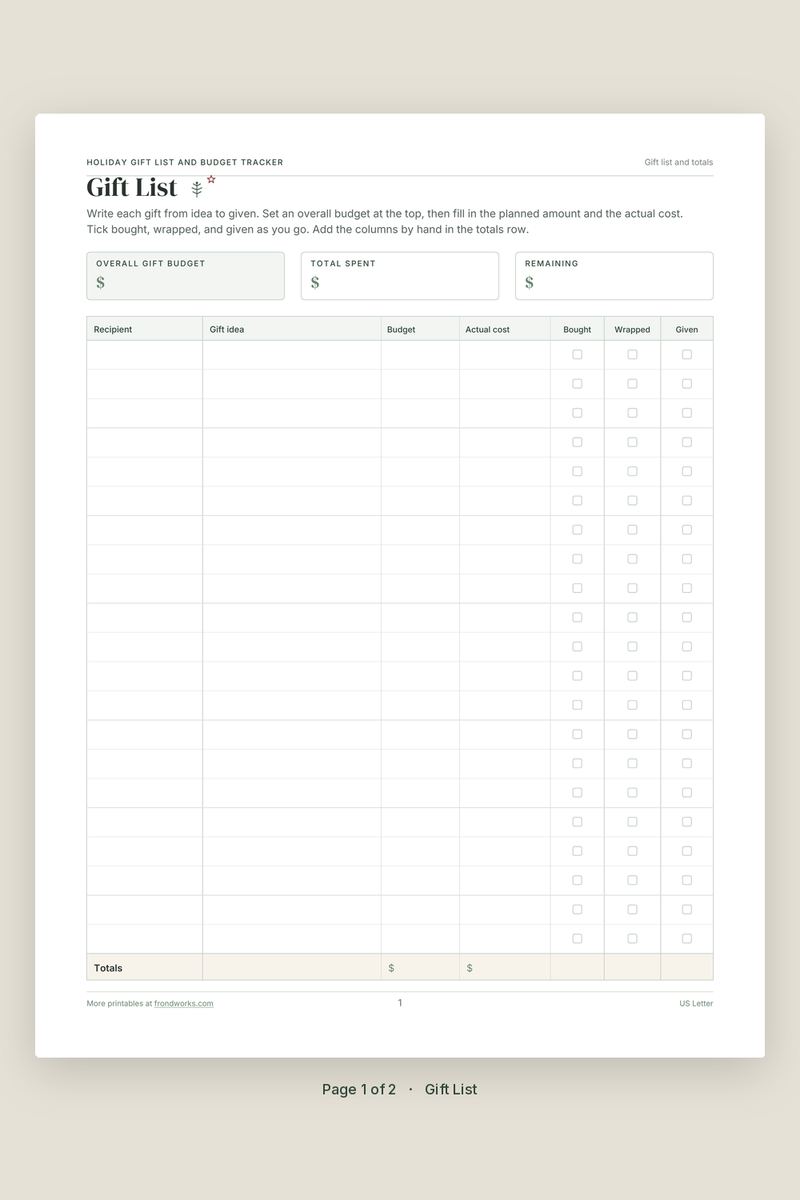 HOLIDAY GIFT LIST AND BUDGET TRACKER
Gift list and totals
Gift List
Write each gift from idea to given. Set an overall budget at the top, then fill in the planned amount and the actual cost.
Tick bought, wrapped, and given as you go. Add the columns by hand in the totals row.
OVERALL GIFT BUDGET
$
TOTAL SPENT
$
REMAINING
$
Recipient Gift idea Budget Actual cost Bought Wrapped Given
Totals $ $
More printables at frondworks.com 1 US Letter
Page 1 of 2 · Gift List